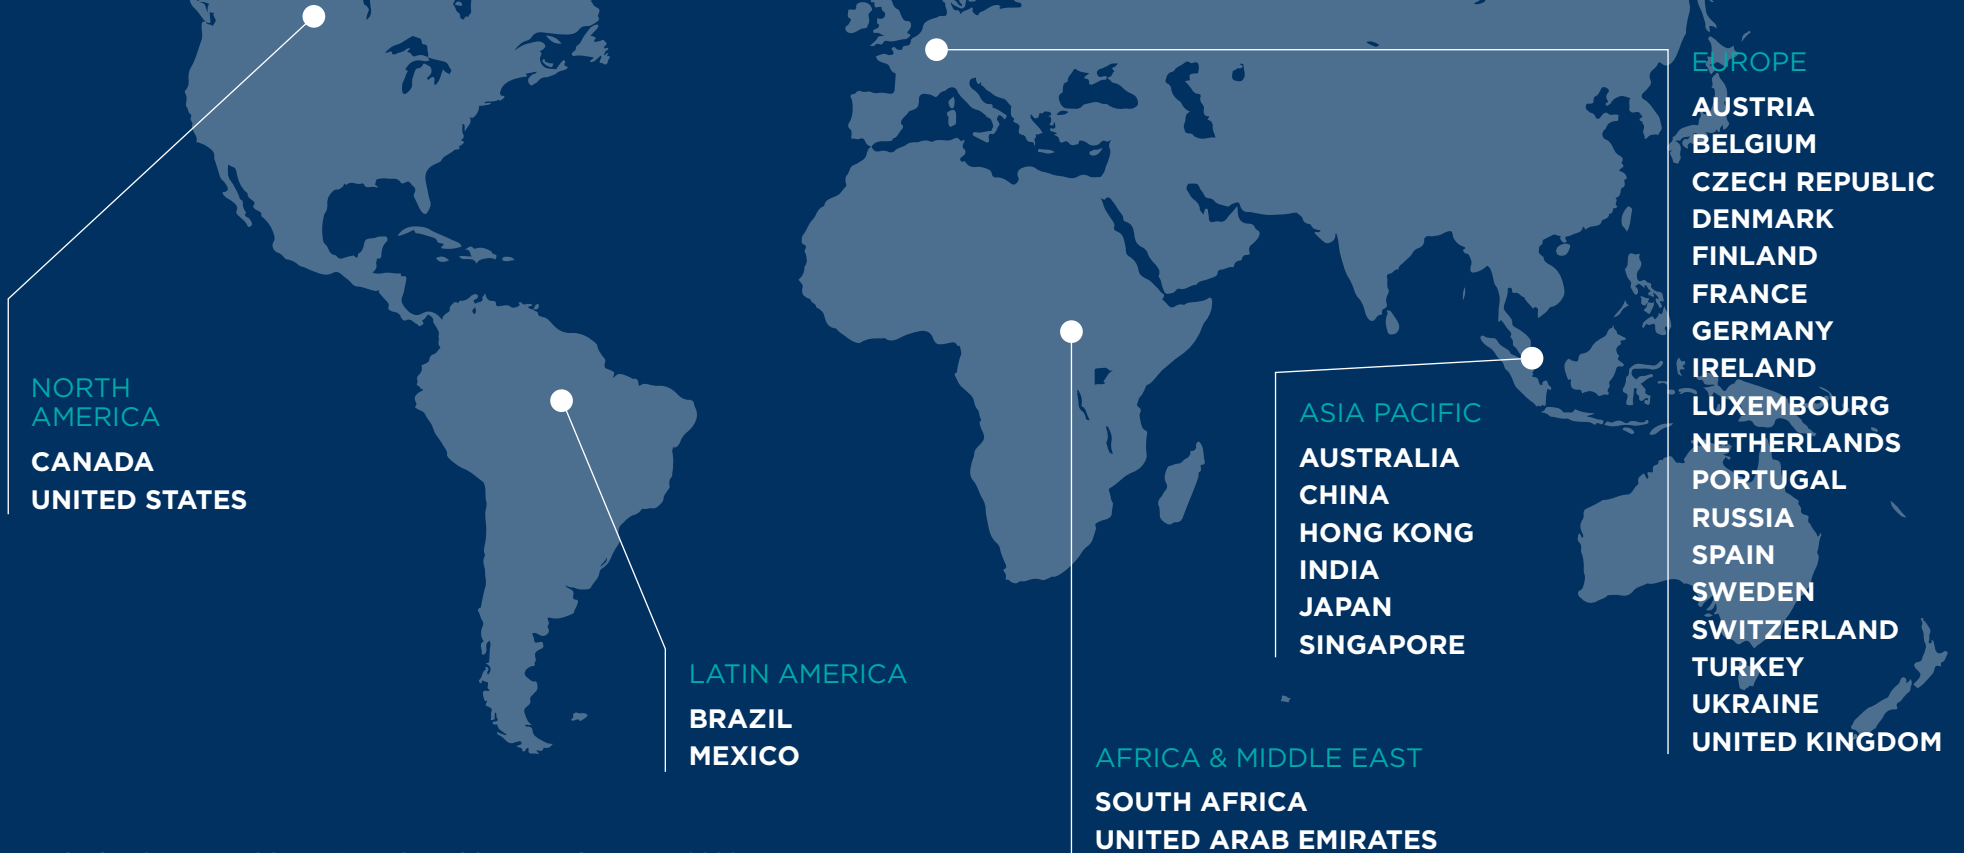 NORTH
AMERICA
CANADA
UNITED STATES
LATIN AMERICA
BRAZIL
MEXICO
AFRICA & MIDDLE EAST
SOUTH AFRICA
UNITED ARAB EMIRATES
ASIA PACIFIC
AUSTRALIA
CHINA
HONG KONG
INDIA
JAPAN
SINGAPORE
EUROPE
AUSTRIA
BELGIUM
CZECH REPUBLIC
DENMARK
FINLAND
FRANCE
GERMANY
IRELAND
LUXEMBOURG
NETHERLANDS
PORTUGAL
RUSSIA
SPAIN
SWEDEN
SWITZERLAND
TURKEY
UKRAINE
UNITED KINGDOM